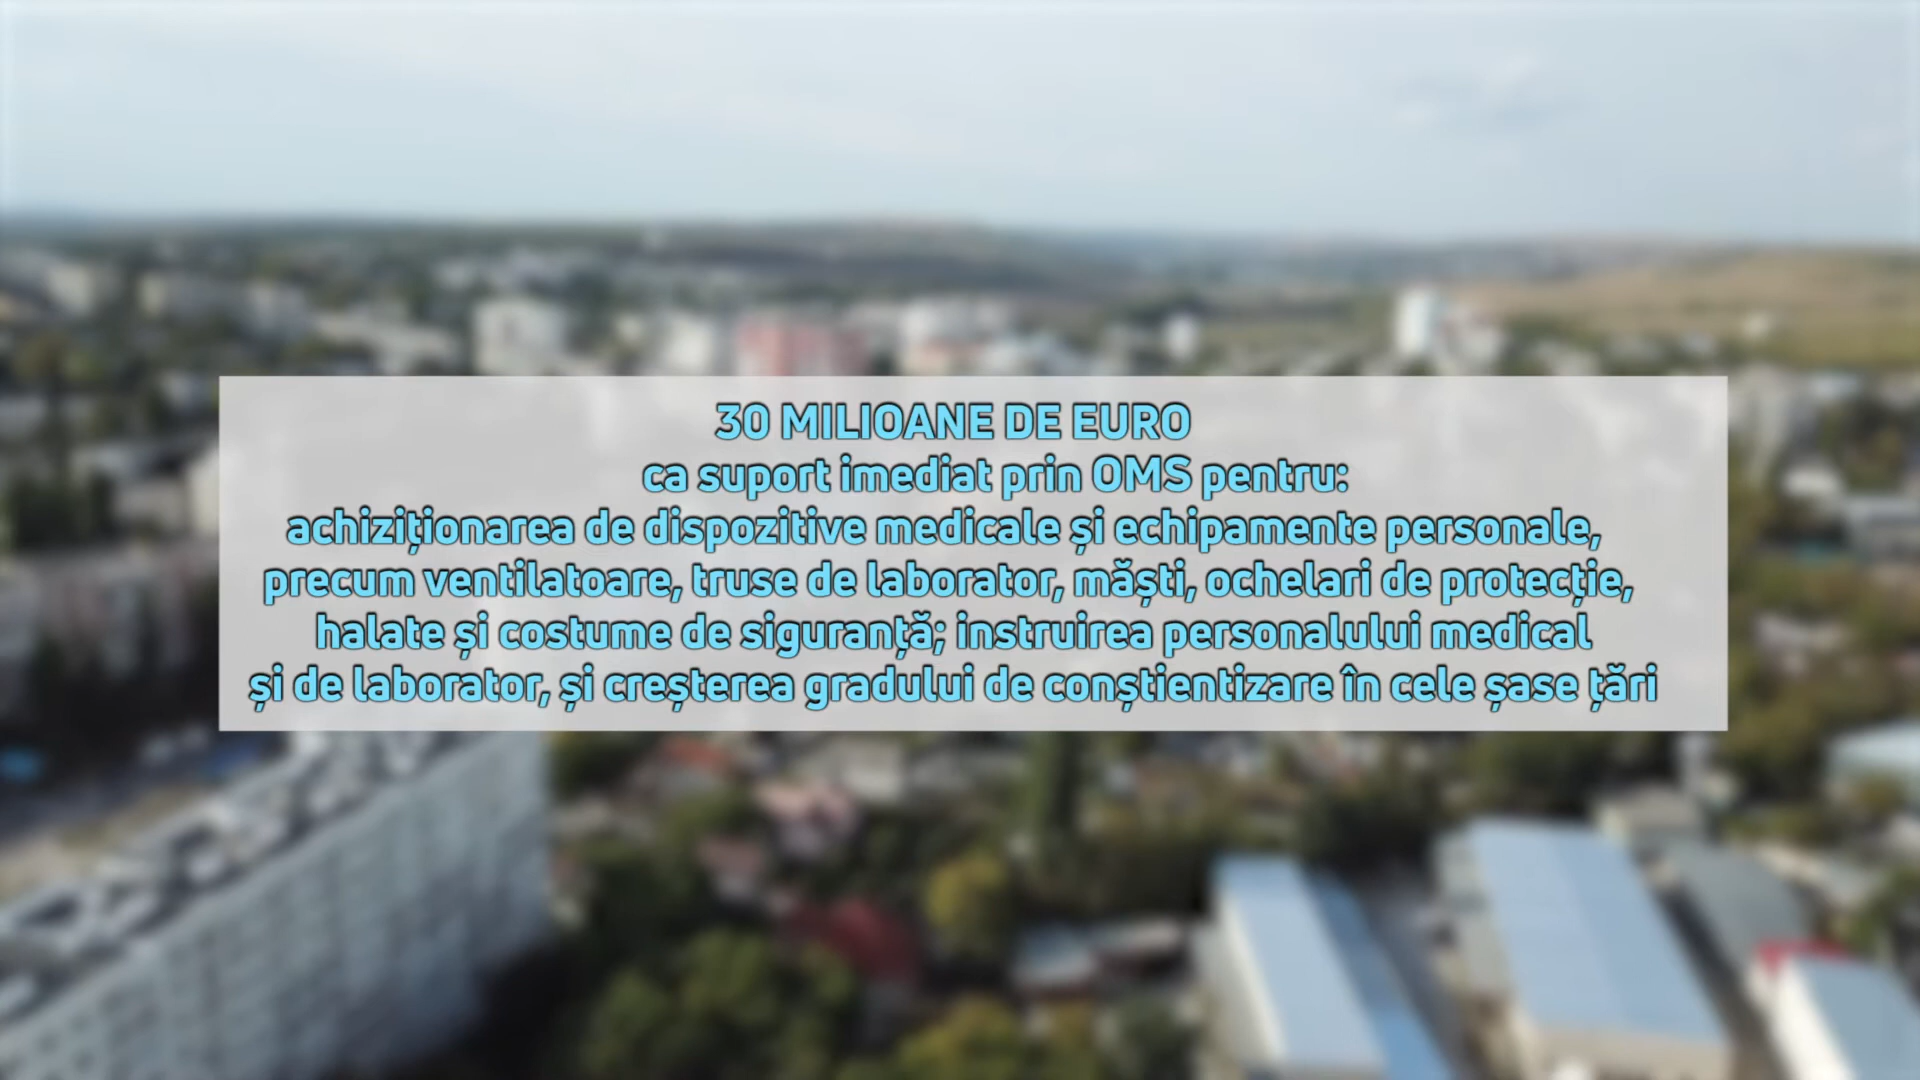 30 MILIOANE DE EURO
ca suport imediat prin OMS pentru:
achiziționarea de dispozitive medicale și echipamente personale,
precum ventilatoare, truse de laborator, măști, ochelari de protecție,
halate și costume de siguranță; instruirea personalului medical
și de laborator, și creșterea gradului de conștientizare în cele șase țări